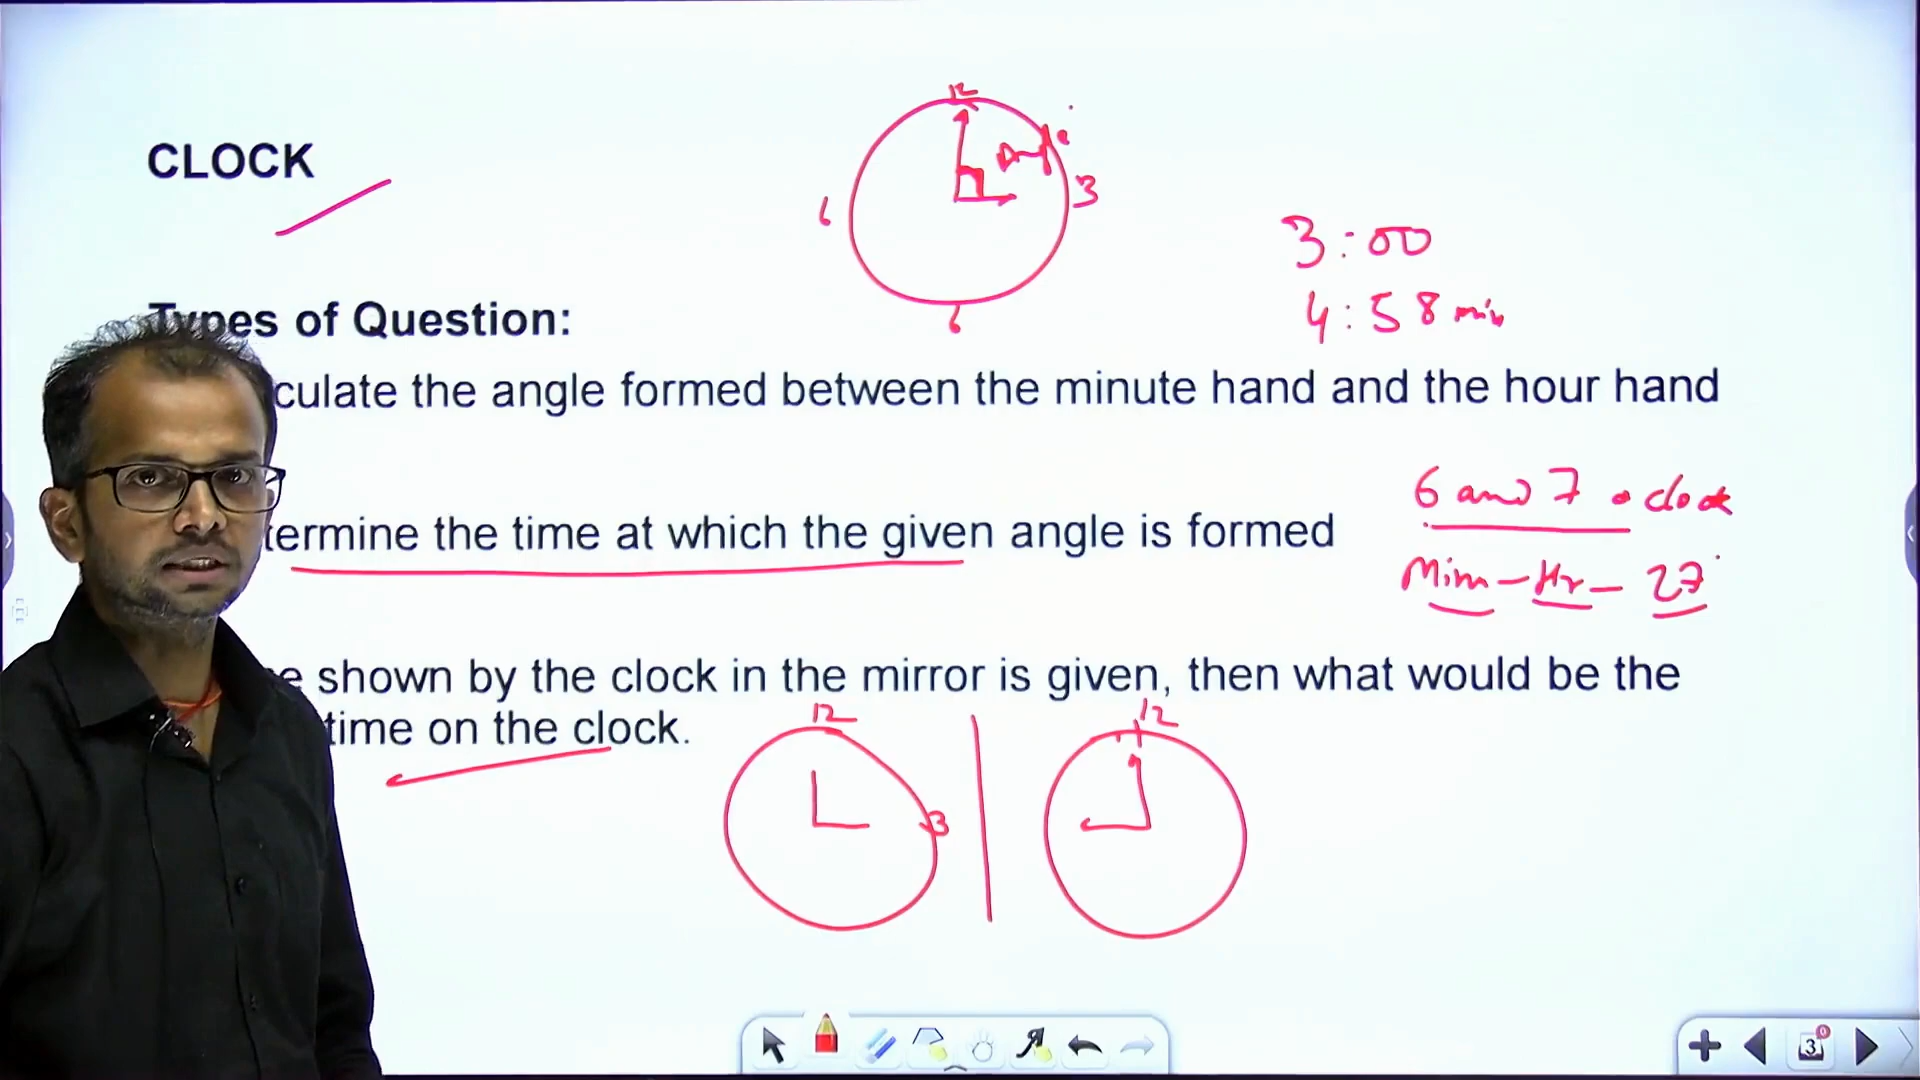 CLOCK
12
3
6
6
3:00
4:58 min
Types of Question:
culate the angle formed between the minute hand and the hour hand
6 and 7 o clock
termine the time at which the given angle is formed
Min - Hr - 27°
e shown by the clock in the mirror is given, then what would be the
time on the clock.
12
3
12
3